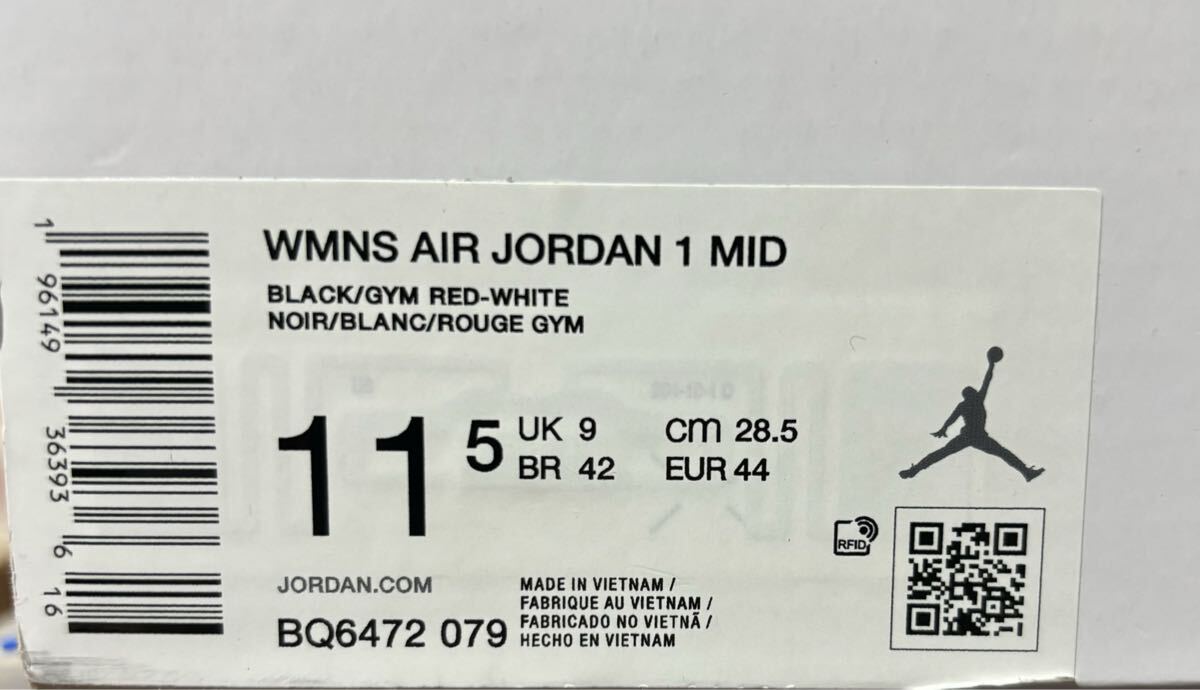 WMNS AIR JORDAN 1 MID
BLACK/GYM RED-WHITE
NOIR/BLANC/ROUGE GYM
11 5 UK 9 cm 28.5
BR 42 EUR 44
RFID
JORDAN.COM
BQ6472 079
MADE IN VIETNAM /
FABRIQUE AU VIETNAM /
FABRICADO NO VIETNÃ /
HECHO EN VIETNAM
1 96149 36393 6 16